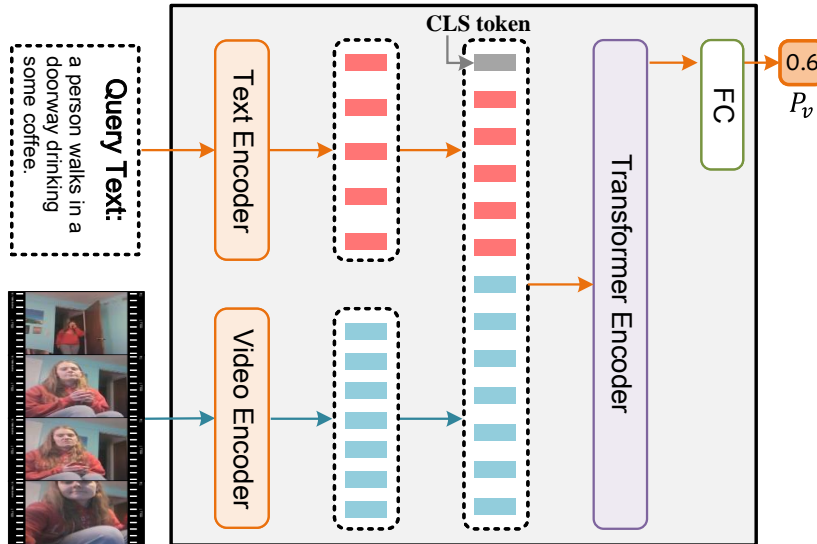 CLS token
Query Text:
a person walks in a
doorway drinking
some coffee.
Text Encoder
Video Encoder
Transformer Encoder
FC
0.6
P_v